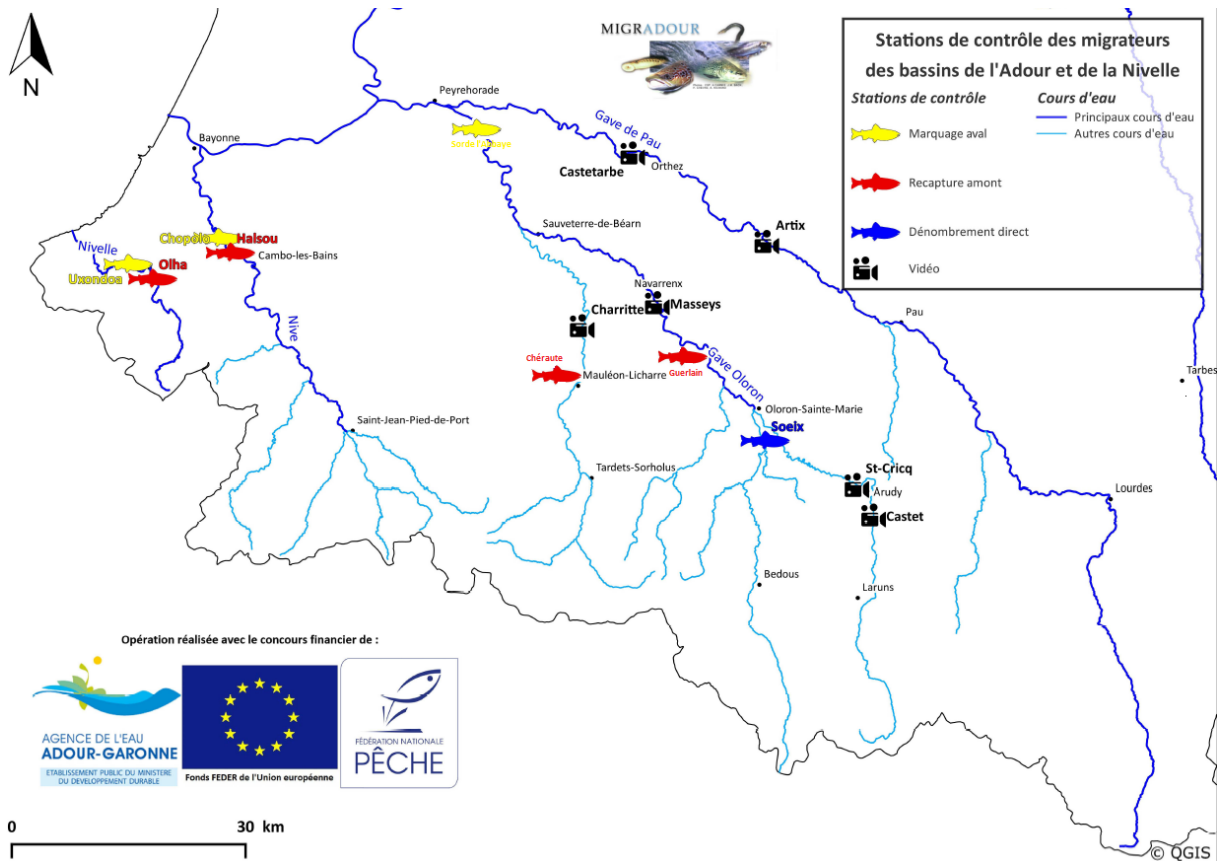 N
MIGRADOUR
Stations de contrôle des migrateurs
des bassins de l'Adour et de la Nivelle
Stations de contrôle
Cours d'eau
Marquage aval
Recapture amont
Dénombrement direct
Vidéo
Principaux cours d'eau
Autres cours d'eau
Peyrehorade
Bayonne
Sorde l'Abbaye
Gave de Pau
Castetarbe
Orthez
Artix
Sauveterre-de-Béarn
Chopolo
Halsou
Cambo-les-Bains
Nivelle
Olha
Uxondoa
Nive
Navarrenx
Charritte
Masseys
Pau
Tarbes
Chéraute
Mauléon-Licharre
Guerlain
Gave Oloron
Oloron-Sainte-Marie
Soeix
Saint-Jean-Pied-de-Port
Tardets-Sorholus
St-Cricq
Arudy
Castet
Lourdes
Bedous
Laruns
Opération réalisée avec le concours financier de :
AGENCE DE L'EAU
ADOUR-GARONNE
ETABLISSEMENT PUBLIC DU MINISTERE
DU DEVELOPPEMENT DURABLE
Fonds FEDER de l'Union européenne
FÉDÉRATION NATIONALE
PÊCHE
0 30 km
© QGIS